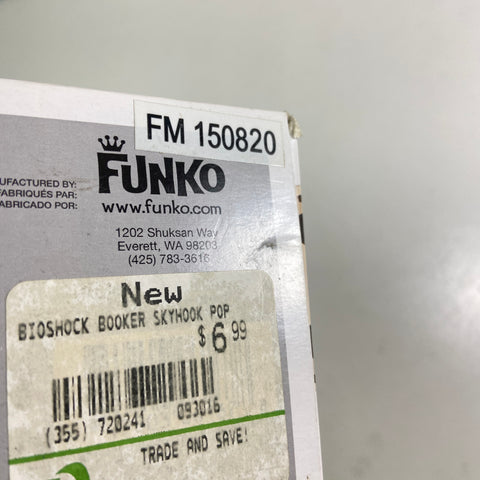 FM 150820
FUNKO
UFACTURED BY:
FABRIQUÉS PAR:
FABRICADO POR:
www.funko.com
1202 Shuksan Way
Everett, WA 98203
(425) 783-3616
New
BIOSHOCK BOOKER SKYHOOK POP
$ 6.99
(355) 720241 093016
TRADE AND SAVE!